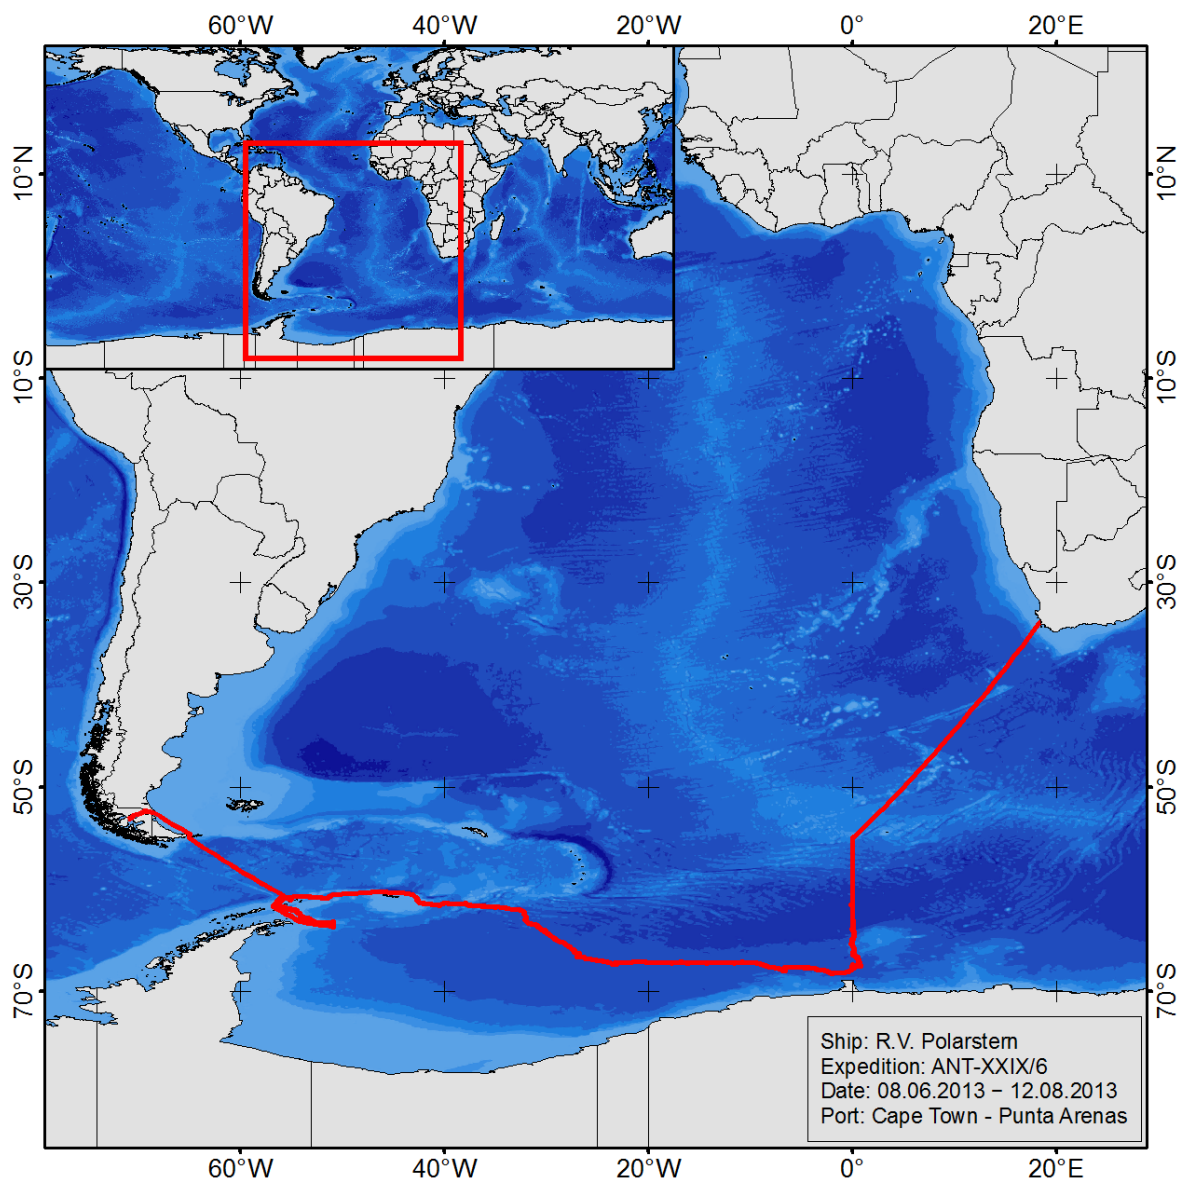 60°W 40°W 20°W 0° 20°E
10°N 10°N
10°S 10°S
30°S 30°S
50°S 50°S
70°S 70°S
Ship: R.V. Polarstern
Expedition: ANT-XXIX/6
Date: 08.06.2013 – 12.08.2013
Port: Cape Town - Punta Arenas
60°W 40°W 20°W 0° 20°E